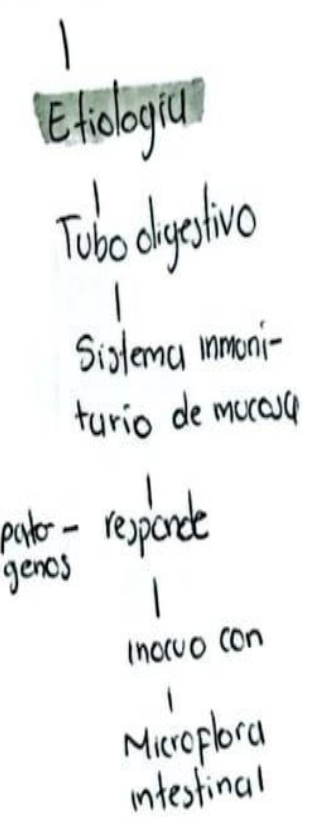 Etiología
Tubo digestivo
Sistema inmoni-
tario de mucosa
pato- responde
genos
inocuo con
Microflora
intestinal